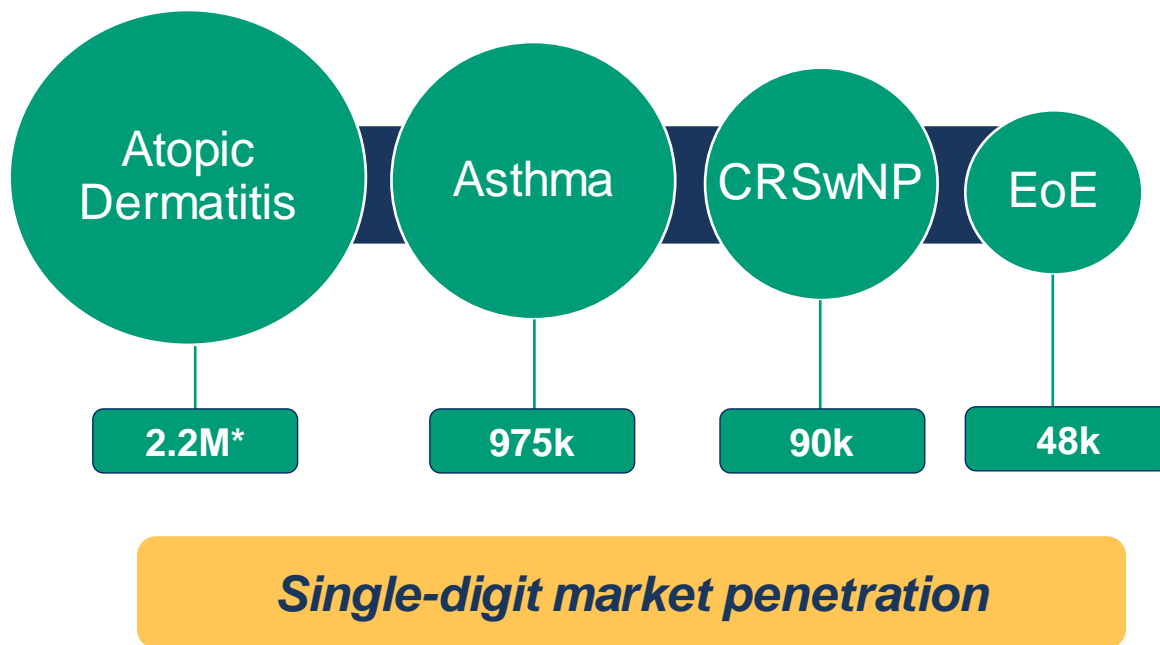 Atopic
Dermatitis
Asthma
CRSwNP
EoE
2.2M*
975k
90k
48k
Single-digit market penetration